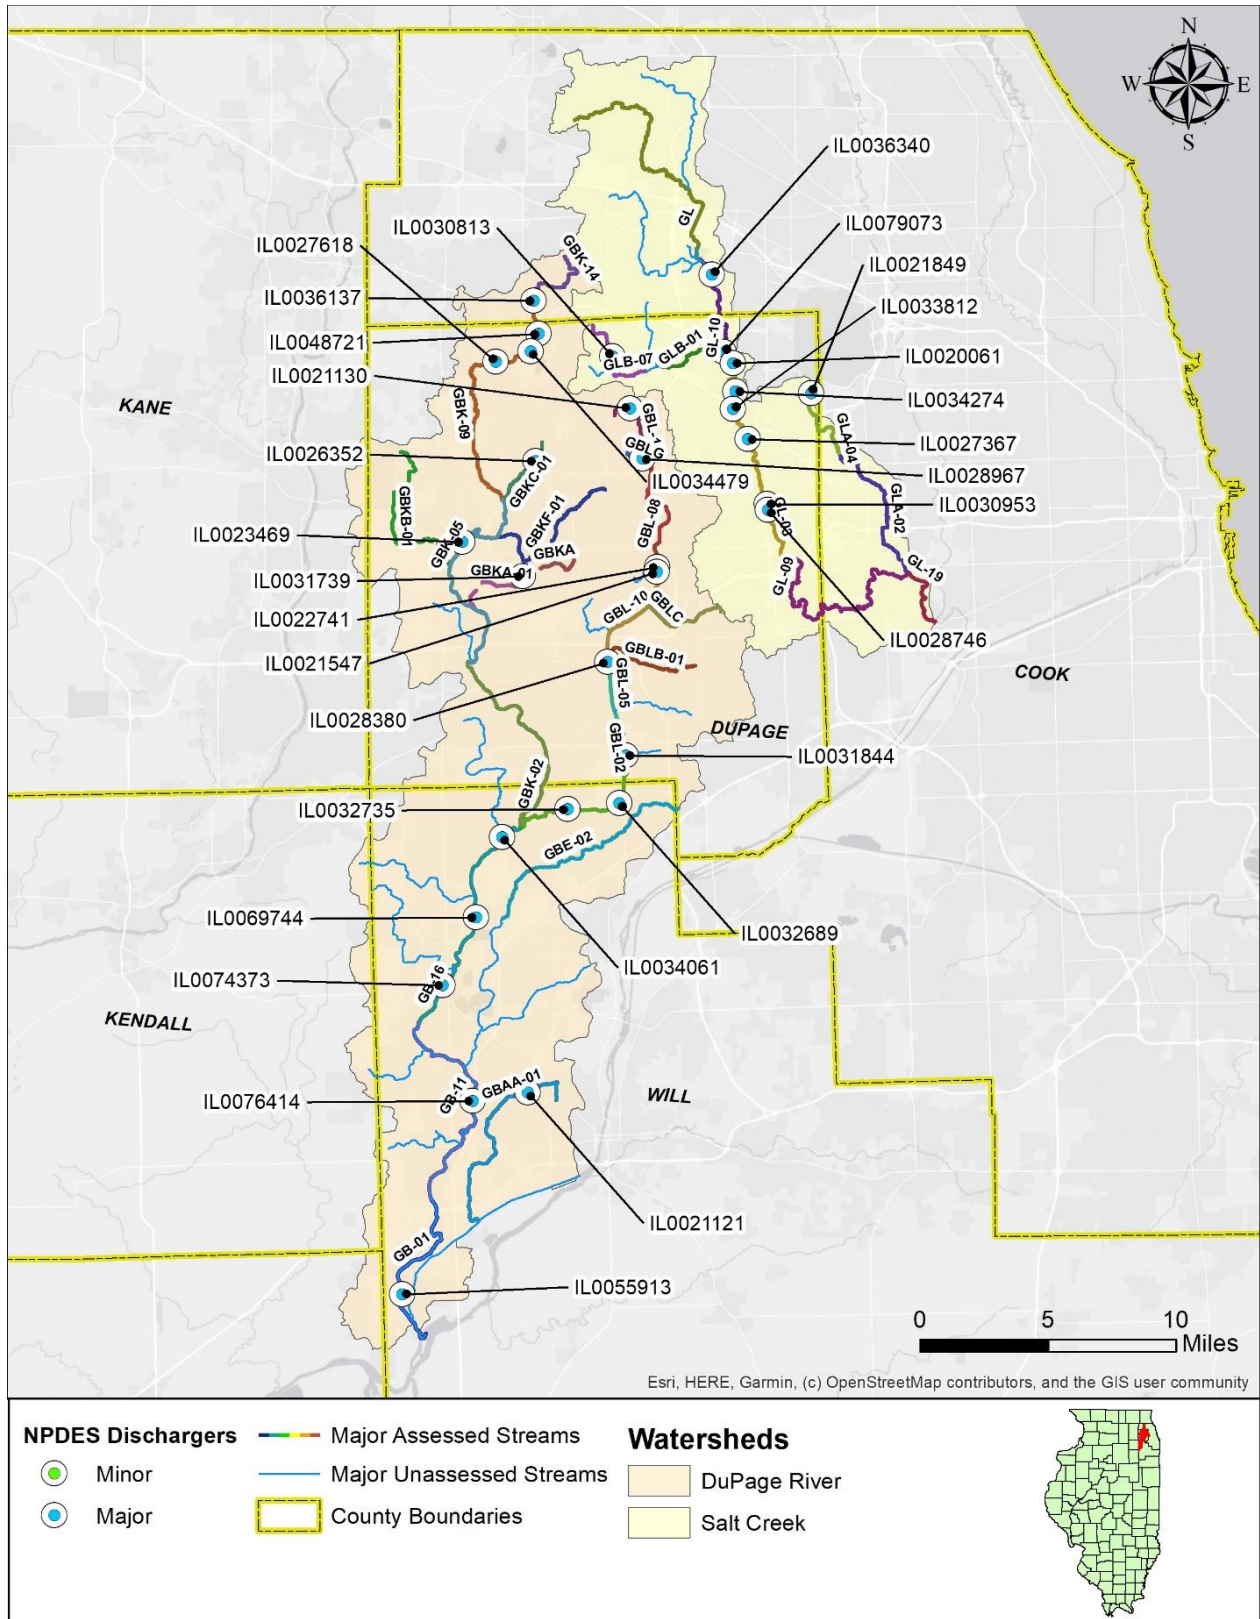 N
W E
S
IL0036340
IL0079073
IL0030813
IL0027618
IL0021849
GL
GBK-14
IL0036137
IL0033812
IL0048721
GL-10
IL0020061
GLB-07
GLB-01
IL0021130
KANE
IL0034274
GBK-09
GBL-1
IL0027367
GLA-04
IL0026352
GBLG
IL0028967
GBKC-01
IL0034479
GBKB-01
GLA-02
IL0030953
GBKF-01
GBL-08
GL-03
IL0023469
GBK-05
GBKA
IL0031739
GBKA-01
GL-09
GL-19
IL0022741
GBL-10
GBLC
IL0028746
IL0021547
GBLB-01
COOK
GBL-05
IL0028380
DUPAGE
GBL-02
IL0031844
GBK-02
IL0032735
GBE-02
IL0069744
IL0032689
IL0034061
IL0074373
GB-16
KENDALL
GB-11
GBAA-01
WILL
IL0076414
IL0021121
GB-01
IL0055913
0 5 10
Miles
Esri, HERE, Garmin, (c) OpenStreetMap contributors, and the GIS user community
NPDES Dischargers
Minor
Major
Major Assessed Streams
Major Unassessed Streams
County Boundaries
Watersheds
DuPage River
Salt Creek